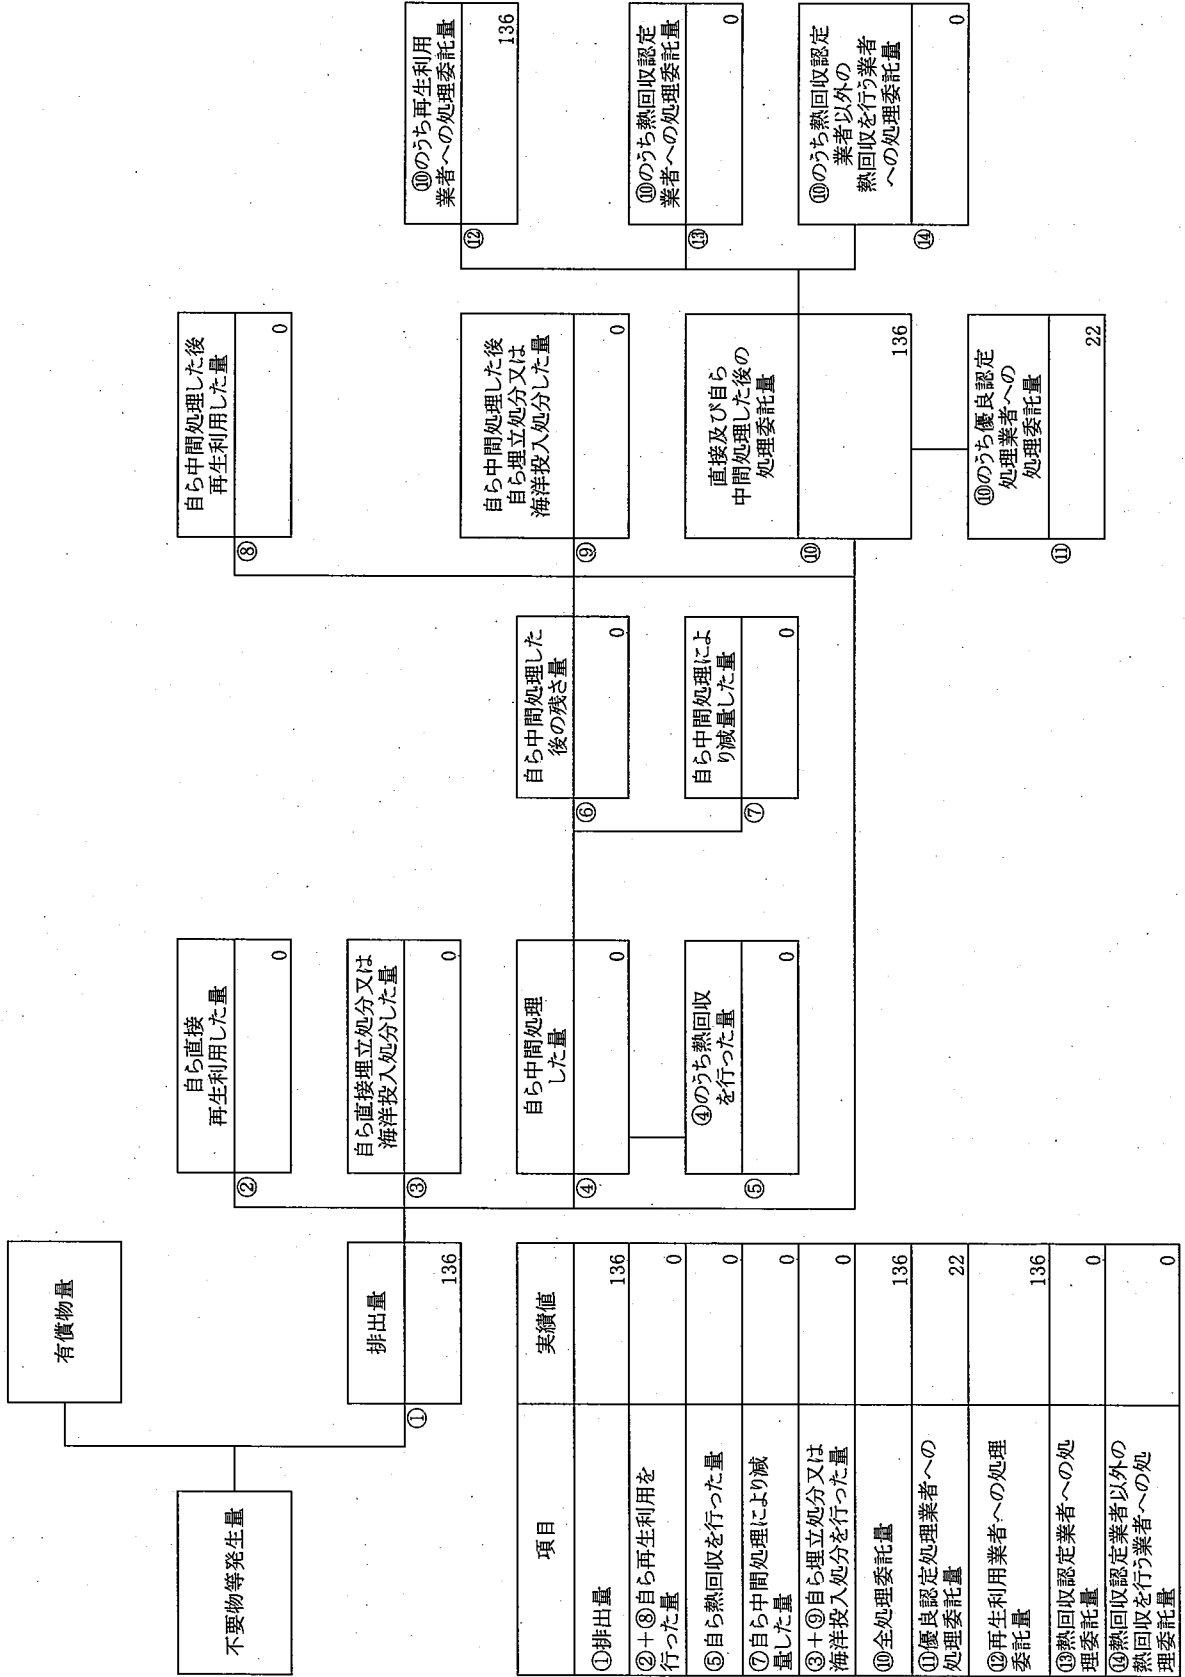 不要物等発生量
有償物量
排出量
①
136
自ら直接
再生利用した量
②
0
自ら直接埋立処分又は
海洋投入処分した量
③
0
自ら中間処理
した量
④
0
④のうち熱回収
を行った量
⑤
0
自ら中間処理した
後の残さ量
⑥
0
自ら中間処理によ
り減量した量
⑦
0
自ら中間処理した後
再生利用した量
⑧
0
自ら中間処理した後
自ら埋立処分又は
海洋投入処分した量
⑨
0
直接及び自ら
中間処理した後の
処理委託量
⑩
136
⑩のうち優良認定
処理業者への
処理委託量
⑪
22
⑩のうち再生利用
業者への処理委託量
⑫
136
⑩のうち熱回収認定
業者への処理委託量
⑬
0
⑩のうち熱回収認定
業者以外の
熱回収を行う業者
への処理委託量
⑭
0
項目 実績値
①排出量 136
②+⑧自ら再生利用を
行った量 0
⑤自ら熱回収を行った量 0
⑦自ら中間処理により減
量した量 0
③+⑨自ら埋立処分又は
海洋投入処分を行った量 0
⑩全処理委託量 136
⑪優良認定処理業者への
処理委託量 22
⑫再生利用業者への処理
委託量 136
⑬熱回収認定業者への処
理委託量 0
⑭熱回収認定業者以外の
熱回収を行う業者への処
理委託量 0